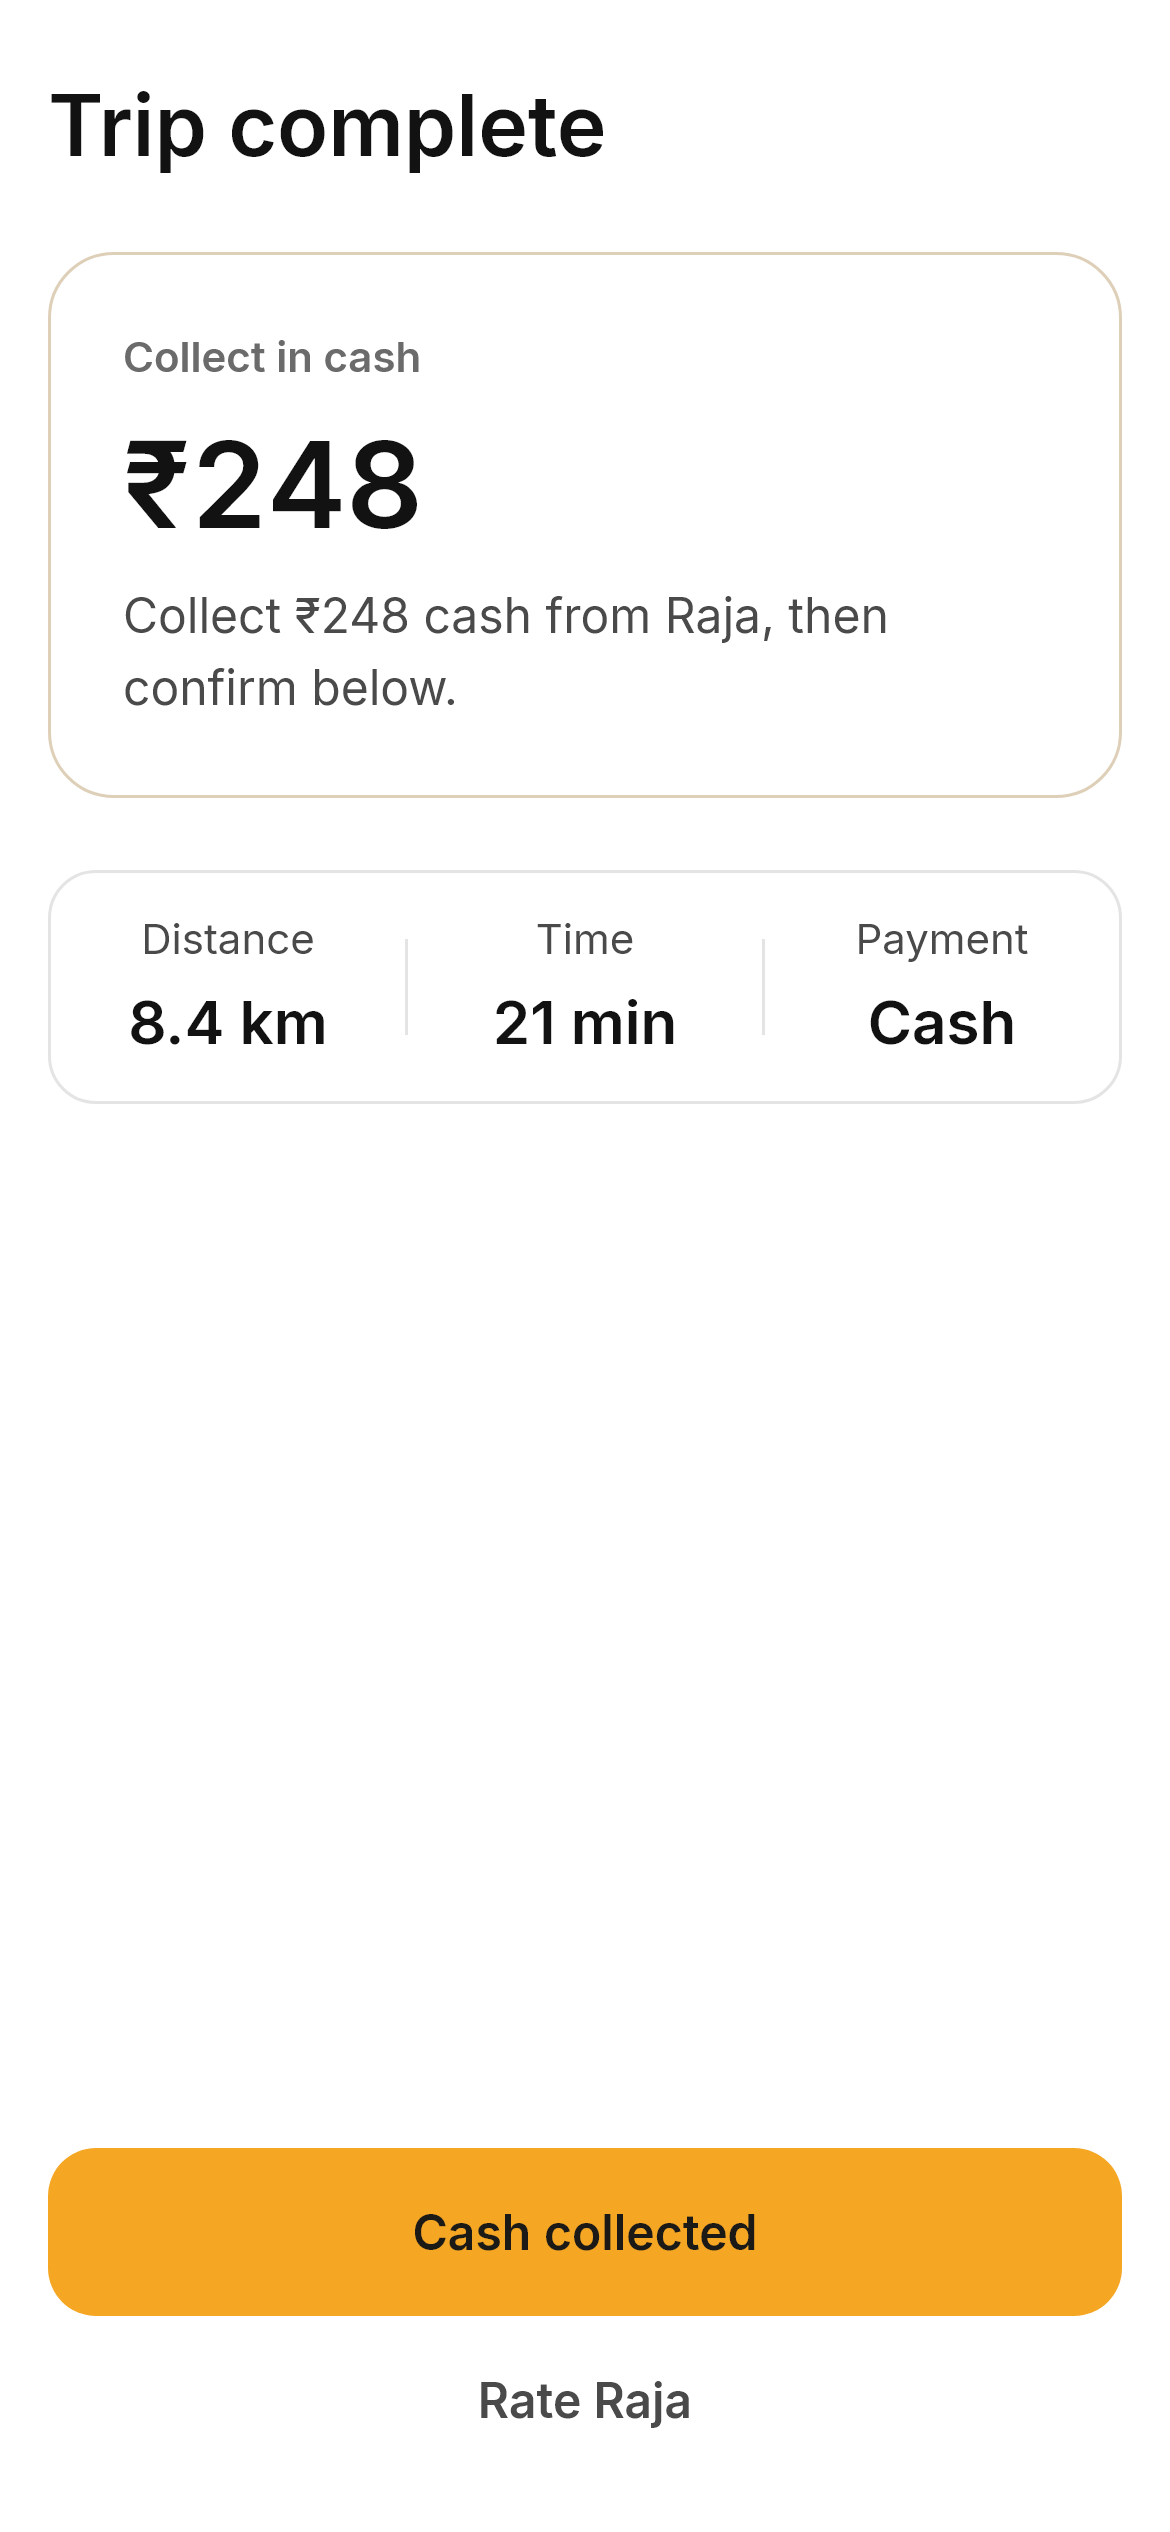 Trip complete
Collect in cash
₹248
Collect ₹248 cash from Raja, then
confirm below.
Distance
8.4 km
Time
21 min
Payment
Cash
Cash collected
Rate Raja